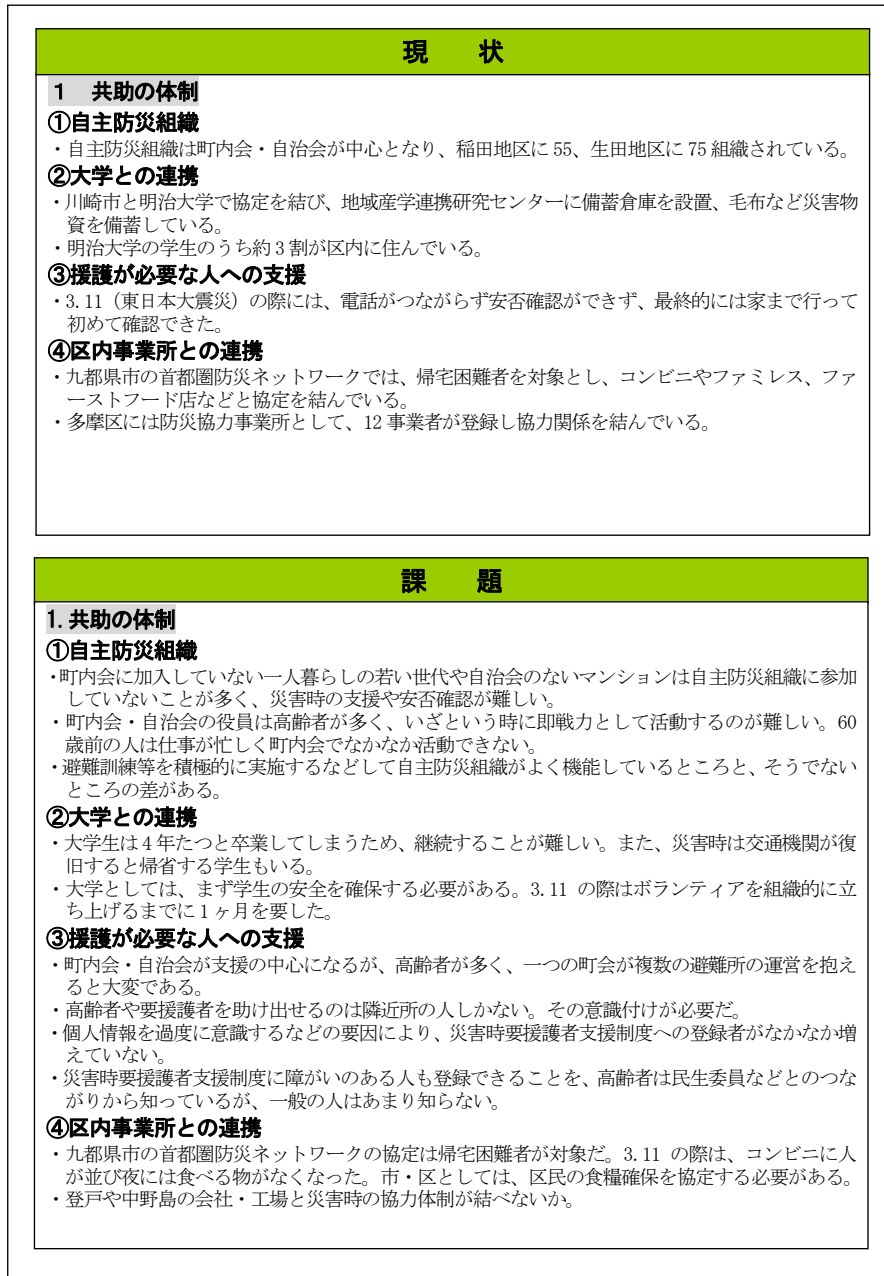 現　状
１　共助の体制
①自主防災組織
・自主防災組織は町内会・自治会が中心となり、稲田地区に 55、生田地区に 75 組織されている。
②大学との連携
・川崎市と明治大学で協定を結び、地域産学連携研究センターに備蓄倉庫を設置、毛布など災害物
資を備蓄している。
・明治大学の学生のうち約３割が区内に住んでいる。
③援護が必要な人への支援
・3.11（東日本大震災）の際には、電話がつながらず安否確認ができず、最終的には家まで行って
初めて確認できた。
④区内事業所との連携
・九都県市の首都圏防災ネットワークでは、帰宅困難者を対象とし、コンビニやファミレス、ファ
ーストフード店などと協定を結んでいる。
・多摩区には防災協力事業所として、12 事業者が登録し協力関係を結んでいる。
課　題
1.共助の体制
①自主防災組織
・町内会に加入していない一人暮らしの若い世代や自治会のないマンションは自主防災組織に参加
していないことが多く、災害時の支援や安否確認が難しい。
・町内会・自治会の役員は高齢者が多く、いざという時に即戦力として活動するのが難しい。60
歳前の人は仕事が忙しく町内会でなかなか活動できない。
・避難訓練等を積極的に実施するなどして自主防災組織がよく機能しているところと、そうでない
ところの差がある。
②大学との連携
・大学生は４年たつと卒業してしまうため、継続することが難しい。また、災害時は交通機関が復
旧すると帰省する学生もいる。
・大学としては、まず学生の安全を確保する必要がある。3.11 の際はボランティアを組織的に立
ち上げるまでに１ヶ月を要した。
③援護が必要な人への支援
・町内会・自治会が支援の中心になるが、高齢者が多く、一つの町会が複数の避難所の運営を抱え
ると大変である。
・高齢者や要援護者を助け出せるのは隣近所の人しかない。その意識付けが必要だ。
・個人情報を過度に意識するなどの要因により、災害時要援護者支援制度への登録者がなかなか増
えていない。
・災害時要援護者支援制度に障がいのある人も登録できることを、高齢者は民生委員などとのつな
がりから知っているが、一般の人はあまり知らない。
④区内事業所との連携
・九都県市の首都圏防災ネットワークの協定は帰宅困難者が対象だ。3.11 の際は、コンビニに人
が並び夜には食べる物がなくなった。市・区としては、区民の食糧確保を協定する必要がある。
・登戸や中野島の会社・工場と災害時の協力体制が結べないか。